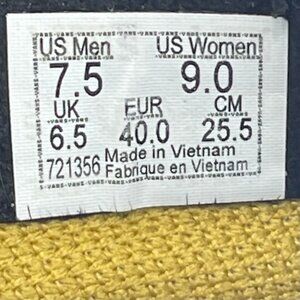 US Men US Women
7.5 9.0
UK EUR CM
6.5 40.0 25.5
721356 Made in Vietnam
Fabrique en Vietnam